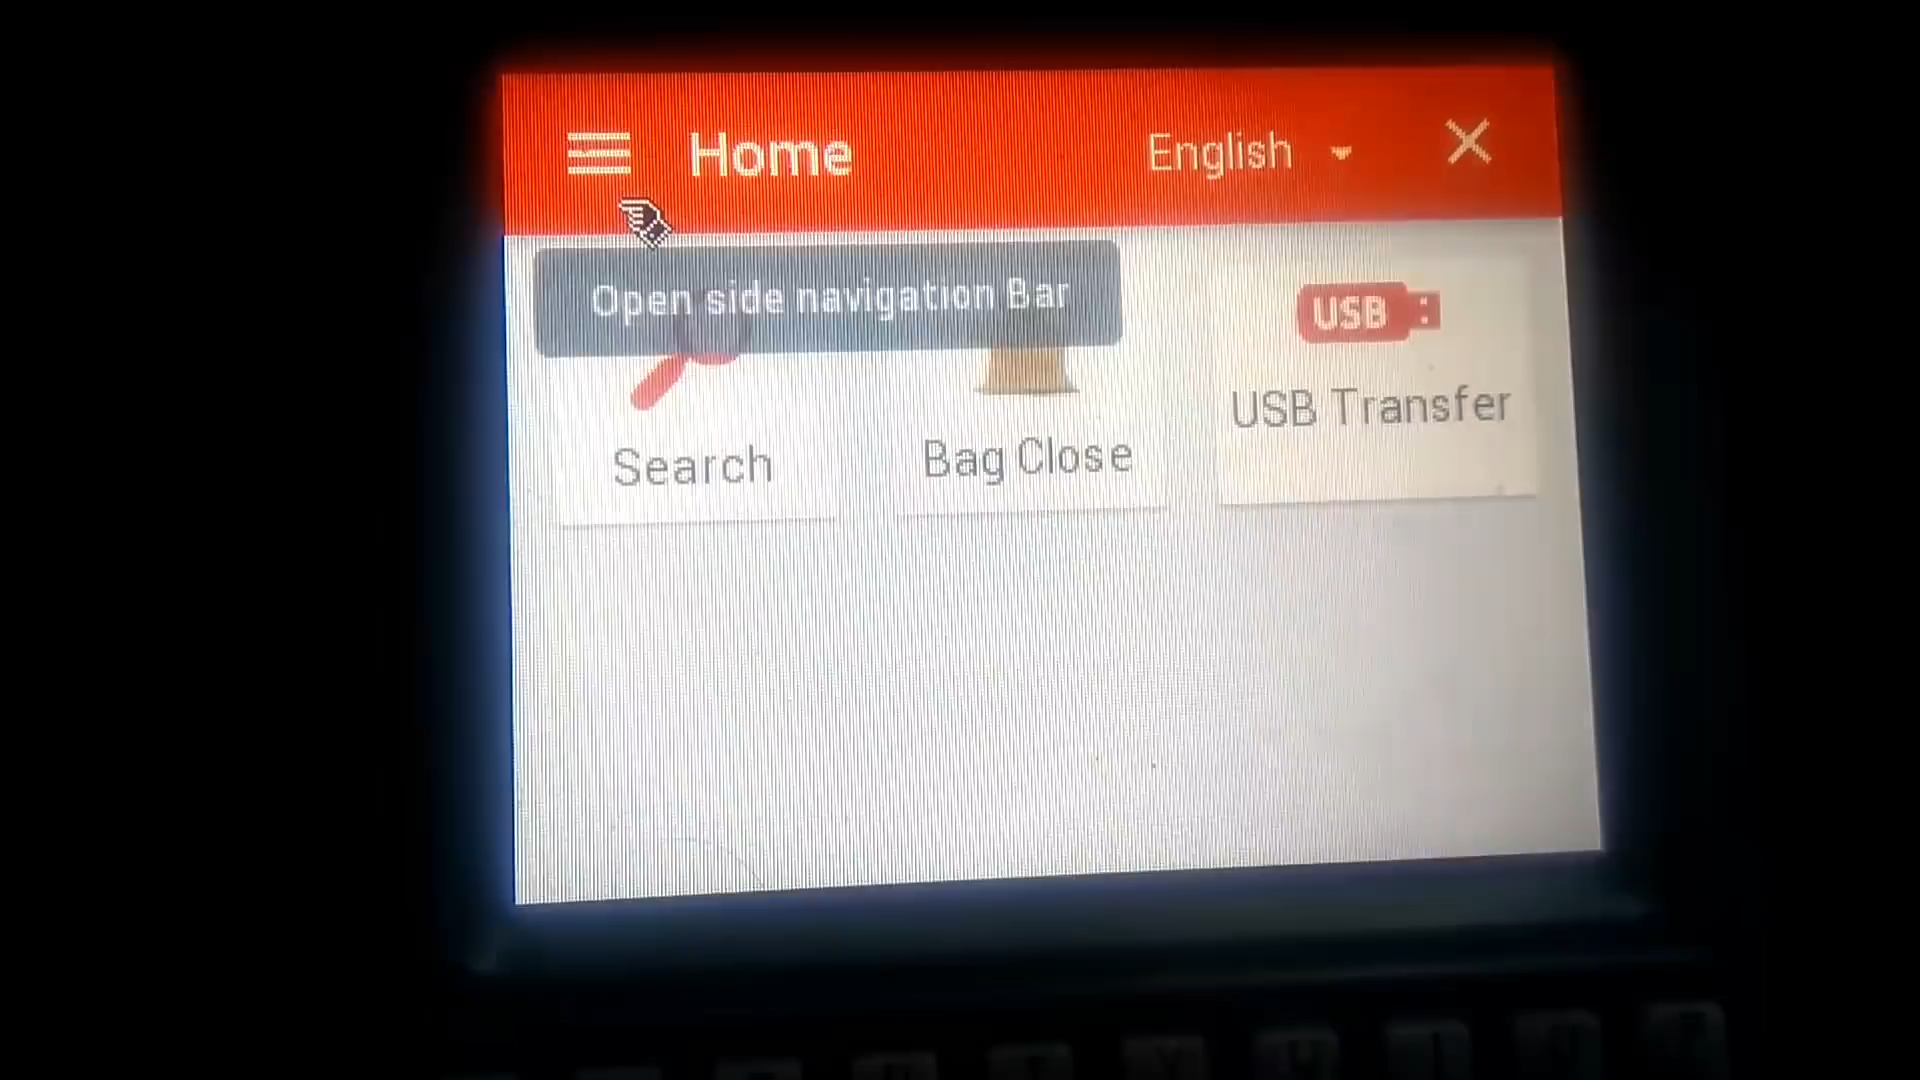 Home
English
Open side navigation Bar
USB
Search
Bag Close
USB Transfer